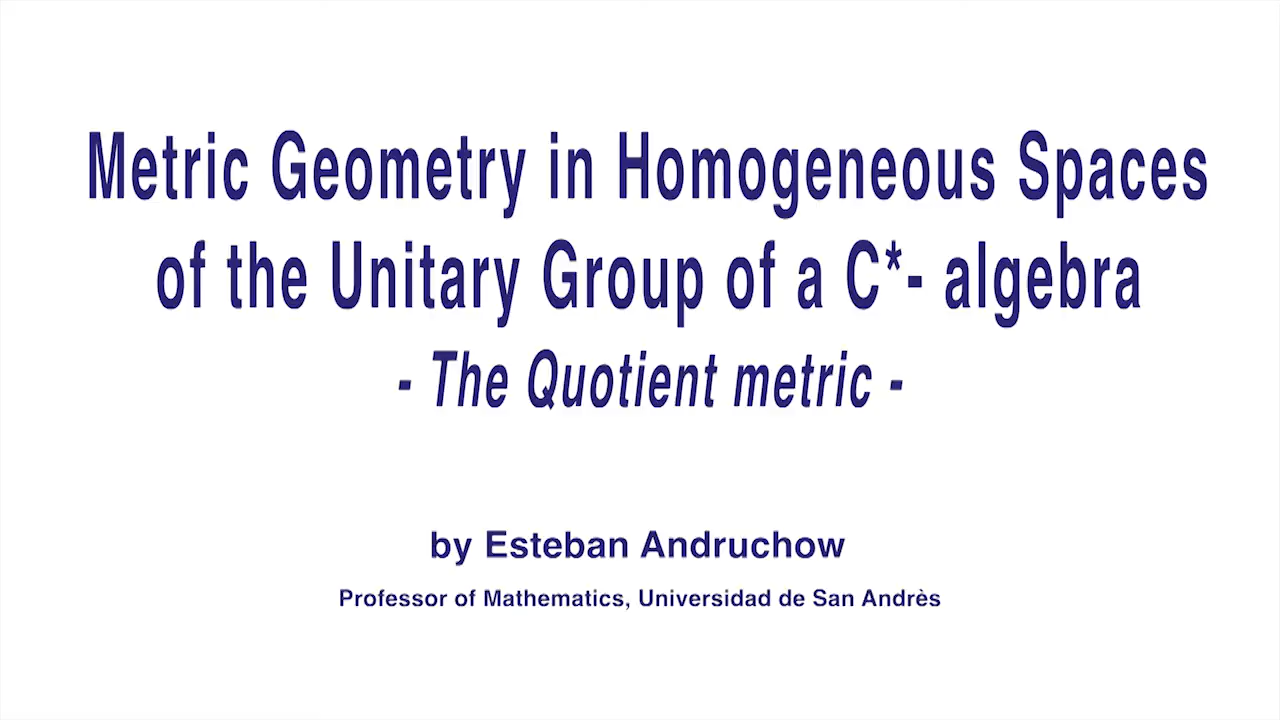 Metric Geometry in Homogeneous Spaces
of the Unitary Group of a C*- algebra
- The Quotient metric -
by Esteban Andruchow
Professor of Mathematics, Universidad de San Andrès